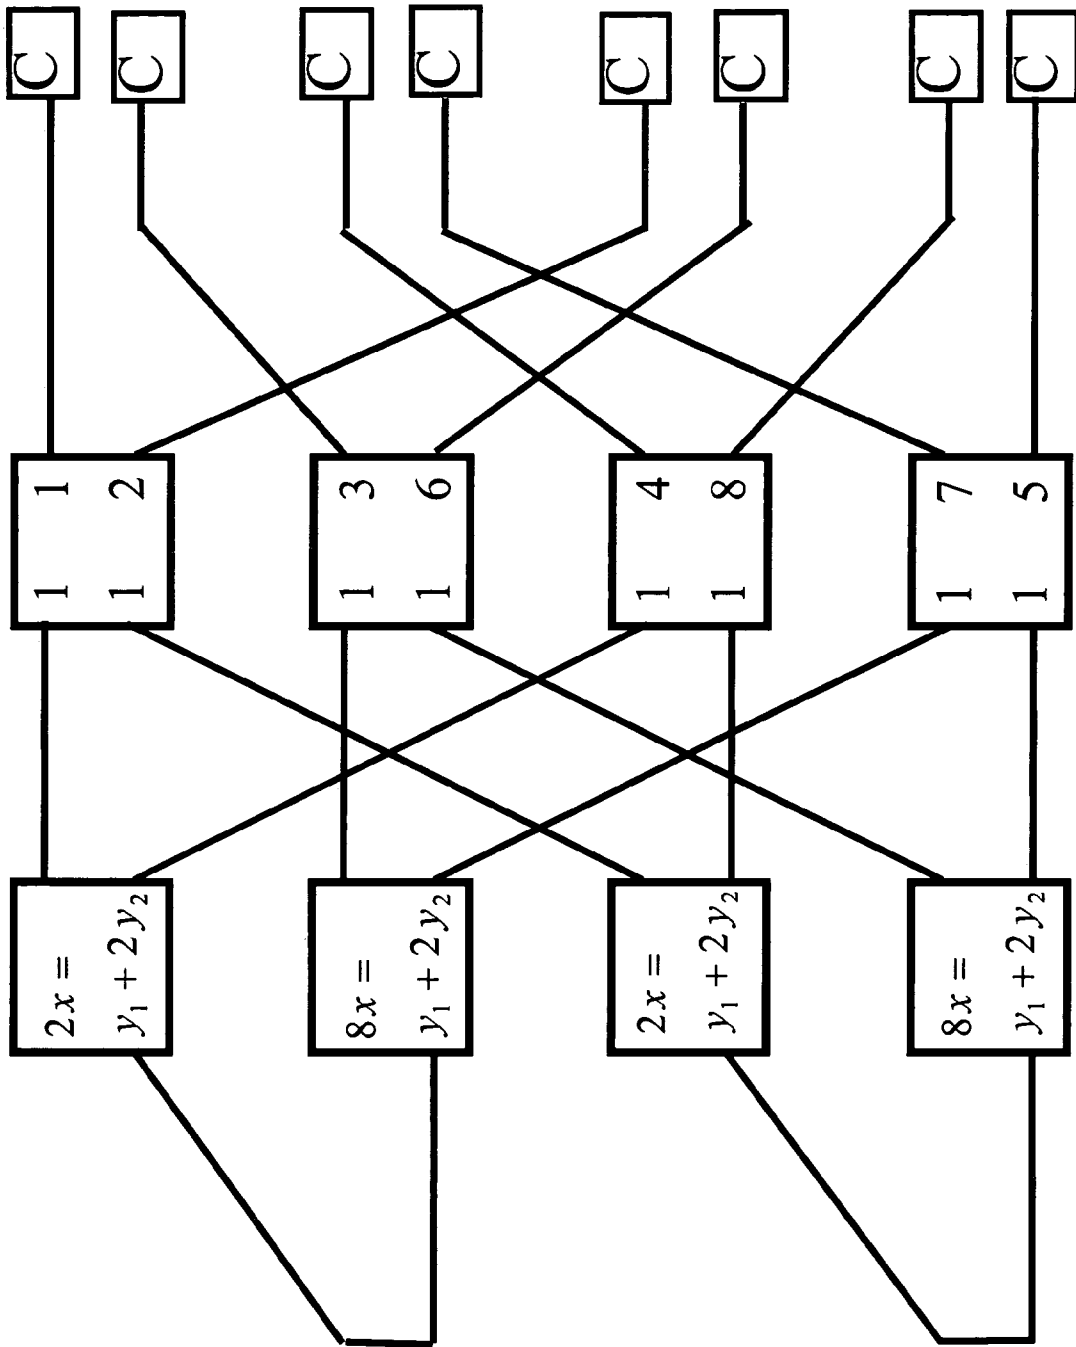 2x =
y₁ + 2y₂
8x =
y₁ + 2y₂
2x =
y₁ + 2y₂
8x =
y₁ + 2y₂
1 1
1 2
1 3
1 6
1 4
1 8
1 7
1 5
C
C
C
C
C
C
C
C